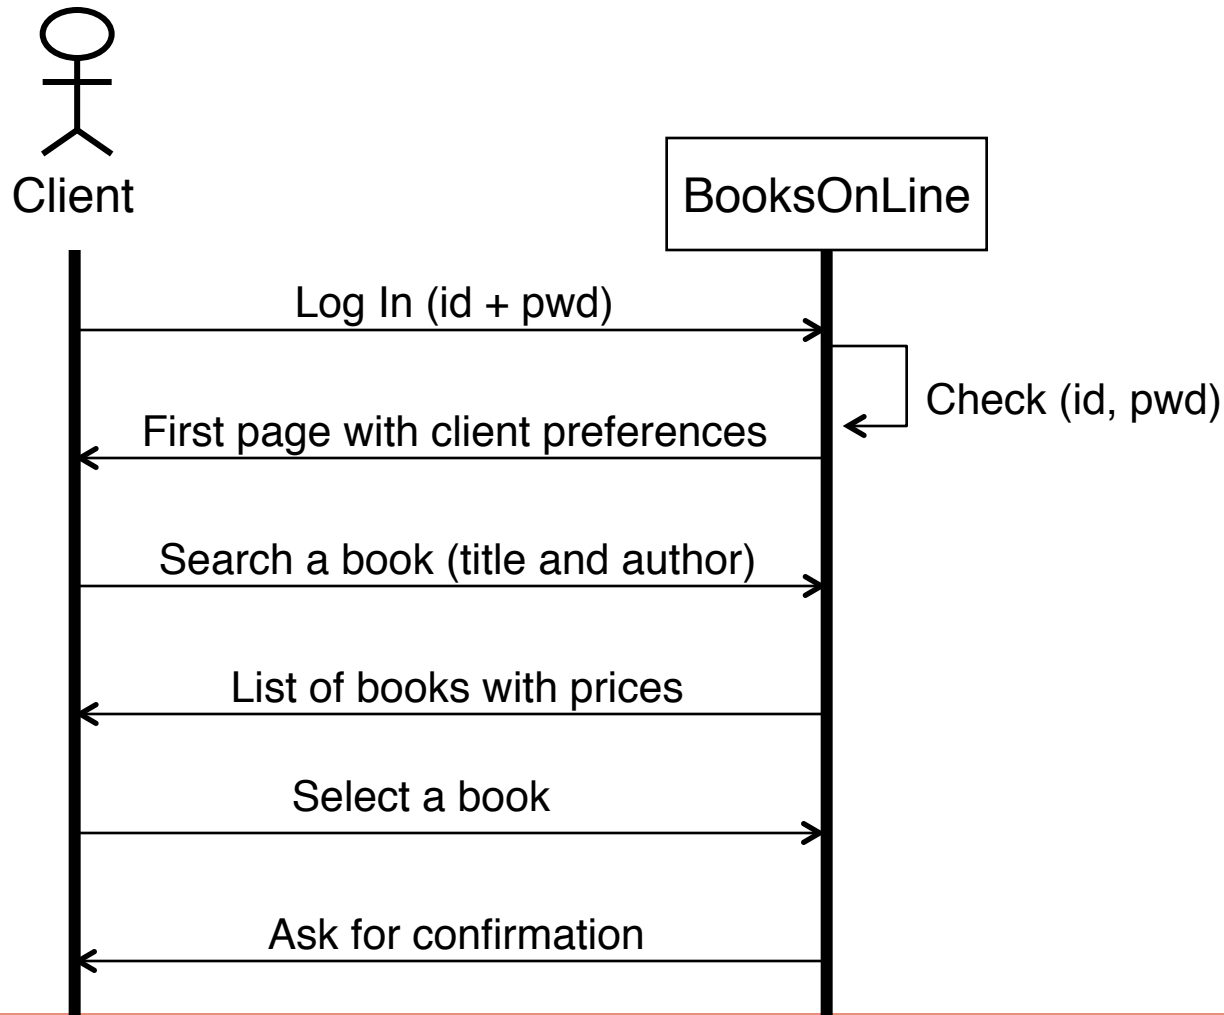 Client
BooksOnLine
Log In (id + pwd)
Check (id, pwd)
First page with client preferences
Search a book (title and author)
List of books with prices
Select a book
Ask for confirmation